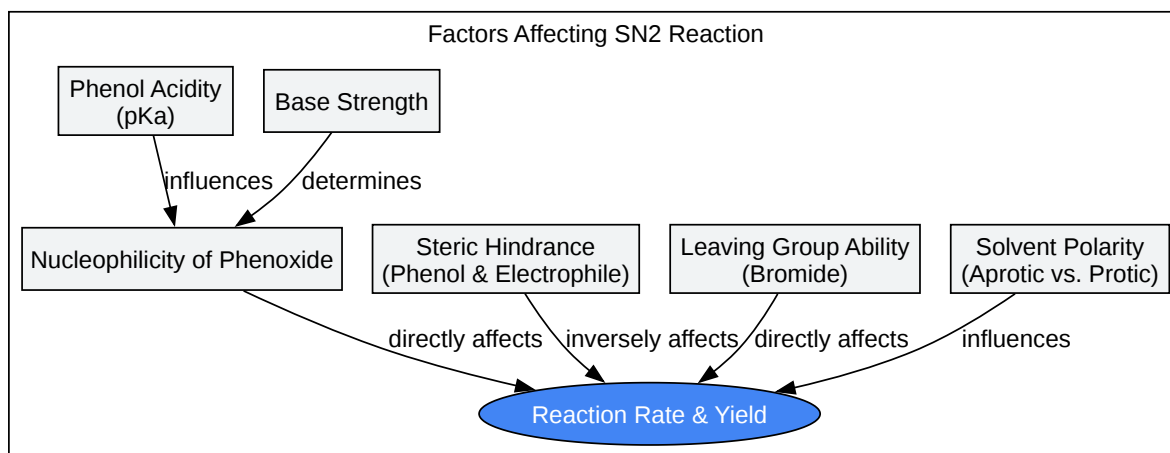 Factors Affecting SN2 Reaction
Phenol Acidity
(pKa)
Base Strength
influences
determines
Nucleophilicity of Phenoxide
Steric Hindrance
(Phenol & Electrophile)
Leaving Group Ability
(Bromide)
Solvent Polarity
(Aprotic vs. Protic)
directly affects
inversely affects
directly affects
influences
Reaction Rate & Yield